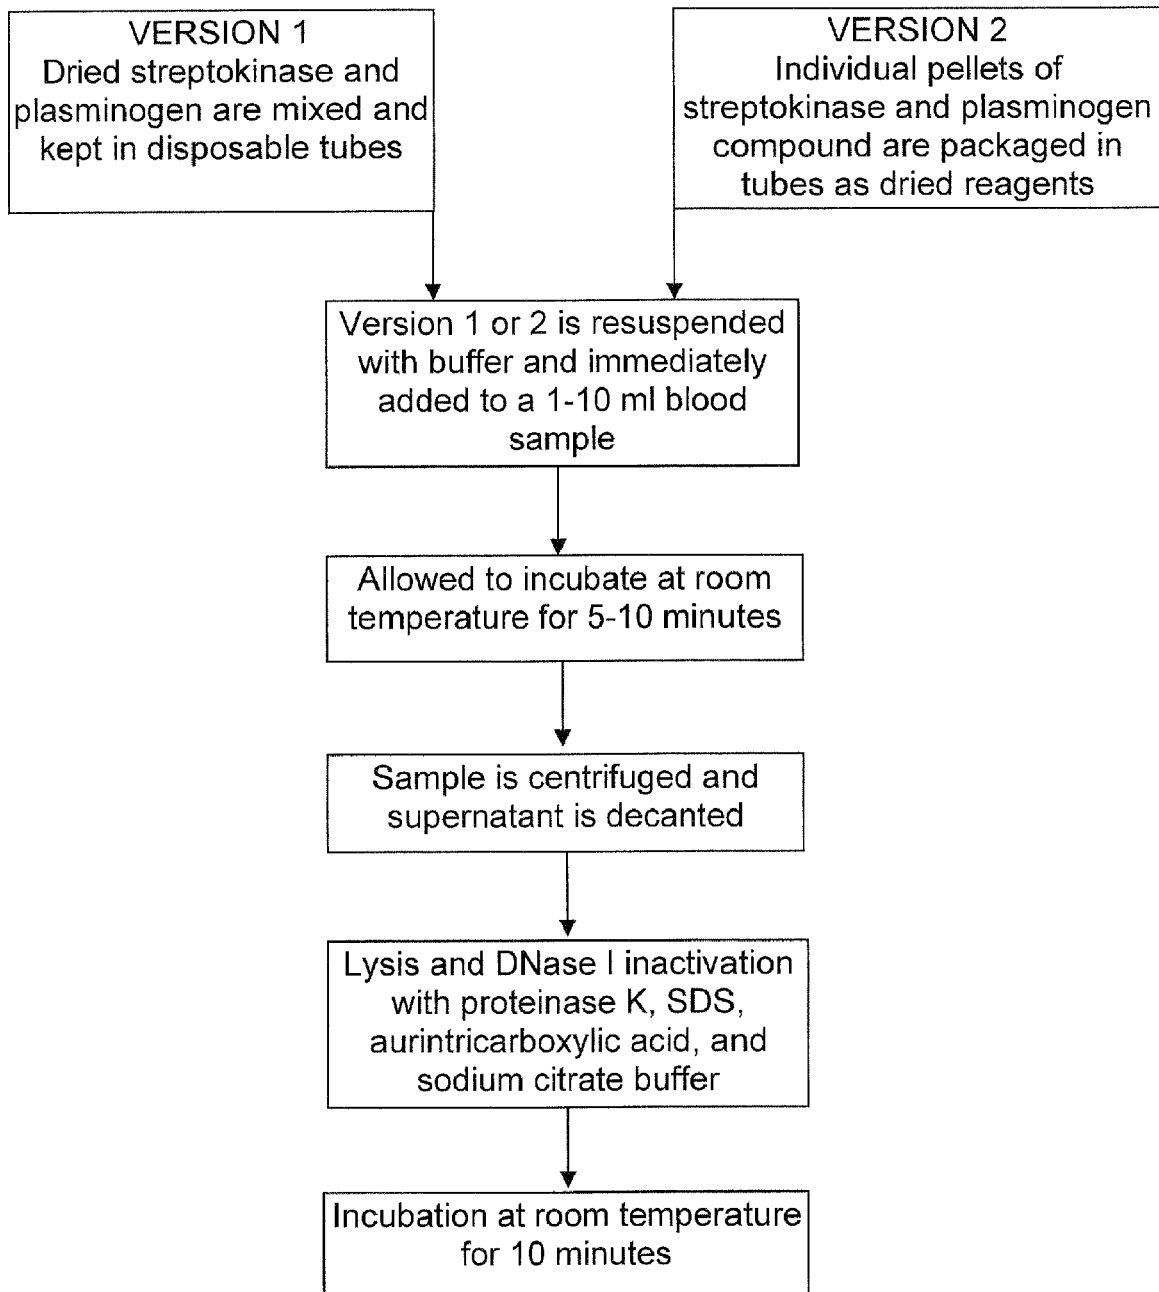 VERSION 1
Dried streptokinase and
plasminogen are mixed and
kept in disposable tubes
VERSION 2
Individual pellets of
streptokinase and plasminogen
compound are packaged in
tubes as dried reagents
Version 1 or 2 is resuspended
with buffer and immediately
added to a 1-10 ml blood
sample
Allowed to incubate at room
temperature for 5-10 minutes
Sample is centrifuged and
supernatant is decanted
Lysis and DNase I inactivation
with proteinase K, SDS,
aurintricarboxylic acid, and
sodium citrate buffer
Incubation at room temperature
for 10 minutes